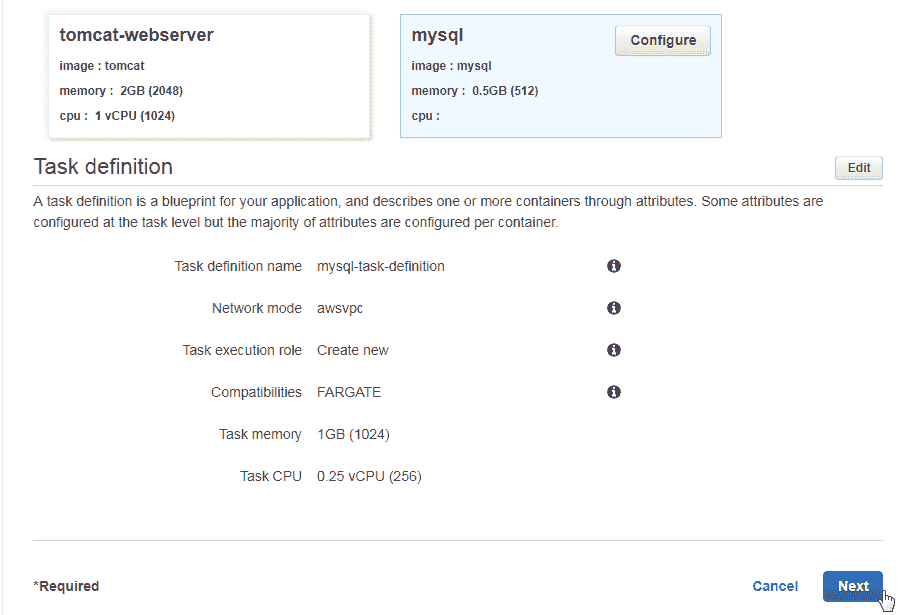 tomcat-webserver
image : tomcat
memory : 2GB (2048)
cpu : 1 vCPU (1024)
mysql
Configure
image : mysql
memory : 0.5GB (512)
cpu :
Task definition
Edit
A task definition is a blueprint for your application, and describes one or more containers through attributes. Some attributes are
configured at the task level but the majority of attributes are configured per container.
Task definition name mysql-task-definition
Network mode awsvpc
Task execution role Create new
Compatibilities FARGATE
Task memory 1GB (1024)
Task CPU 0.25 vCPU (256)
*Required
Cancel
Next